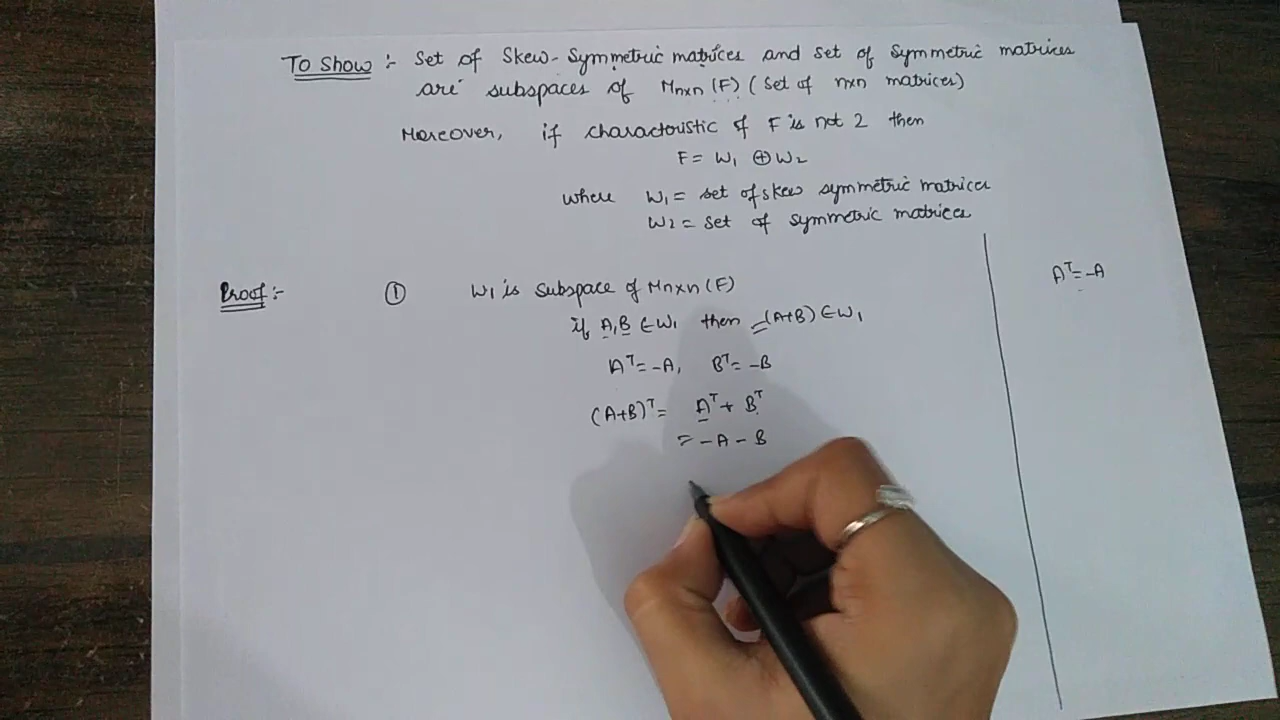 To Show :- Set of Skew-Symmetric matrices and set of Symmetric matrices
are subspaces of Mnxn (F) ( Set of nxn matrices)
Moreover, if charactoristic of F is not 2 then
F = W1 ⊕ W2
where W1 = set of skew symmetric matrices
W2 = set of symmetric matrices
Proof :- ① W1 is subspace of Mnxn (F)
if A,B ∈ W1 then (A+B) ∈ W1
Aᵀ = -A, Bᵀ = -B
(A+B)ᵀ = Aᵀ + Bᵀ
= -A - B
Aᵀ = -A